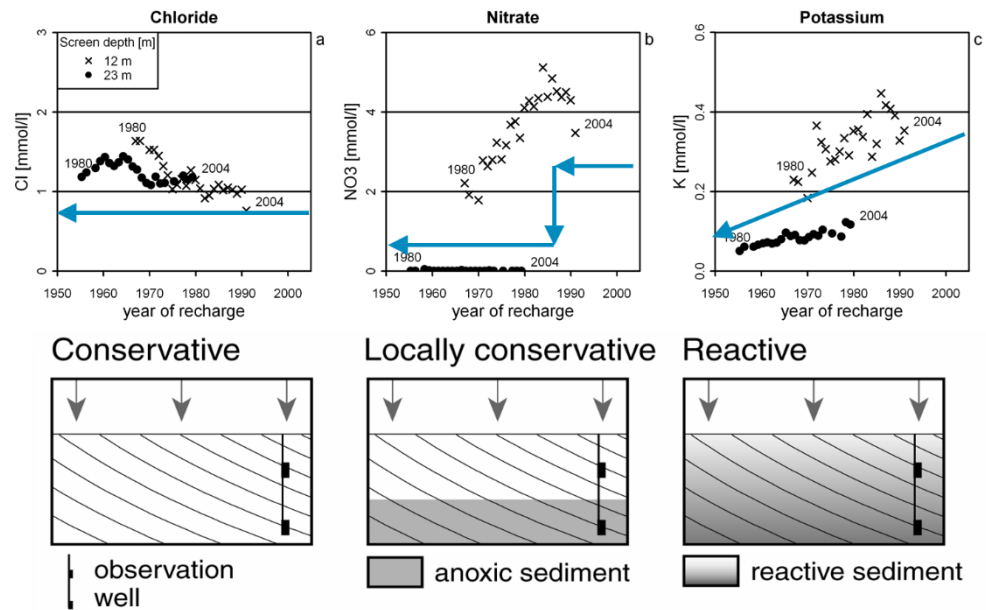 Chloride
a
Screen depth [m]
× 12 m
● 23 m
Cl [mmol/l]
3
2
1
0
1980
1980
2004
2004
1950 1960 1970 1980 1990 2000
year of recharge
Nitrate
b
NO3 [mmol/l]
6
4
2
0
1980
2004
1980
2004
1950 1960 1970 1980 1990 2000
year of recharge
Potassium
c
K [mmol/l]
0.6
0.4
0.2
0.0
1980
2004
1980
2004
1950 1960 1970 1980 1990 2000
year of recharge
Conservative
observation
well
Locally conservative
anoxic sediment
Reactive
reactive sediment